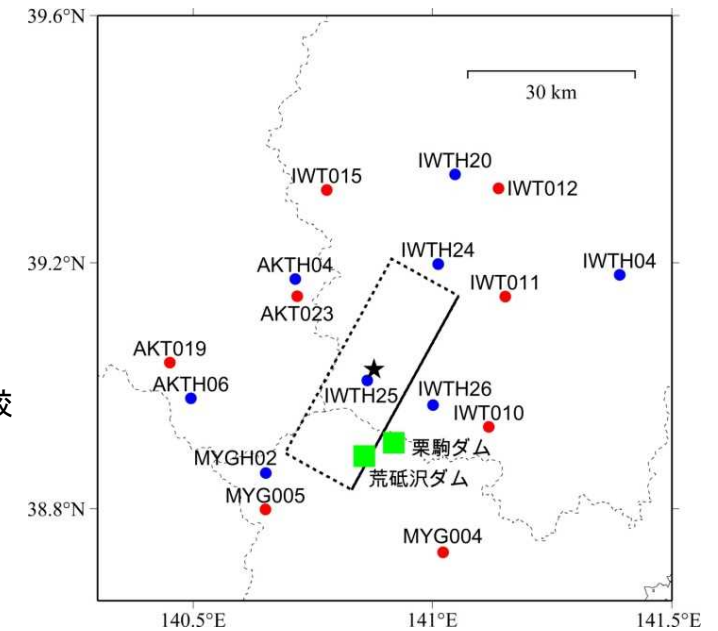 39.6°N
30 km
IWTH20
IWT015
IWT012
IWTH24
39.2°N
AKTH04
IWTH04
IWT011
AKT023
AKT019
AKTH06
IWTH25
IWTH26
較
IWT010
栗駒ダム
MYGH02
荒砥沢ダム
MYG005
38.8°N
MYG004
140.5°E
141°E
141.5°E